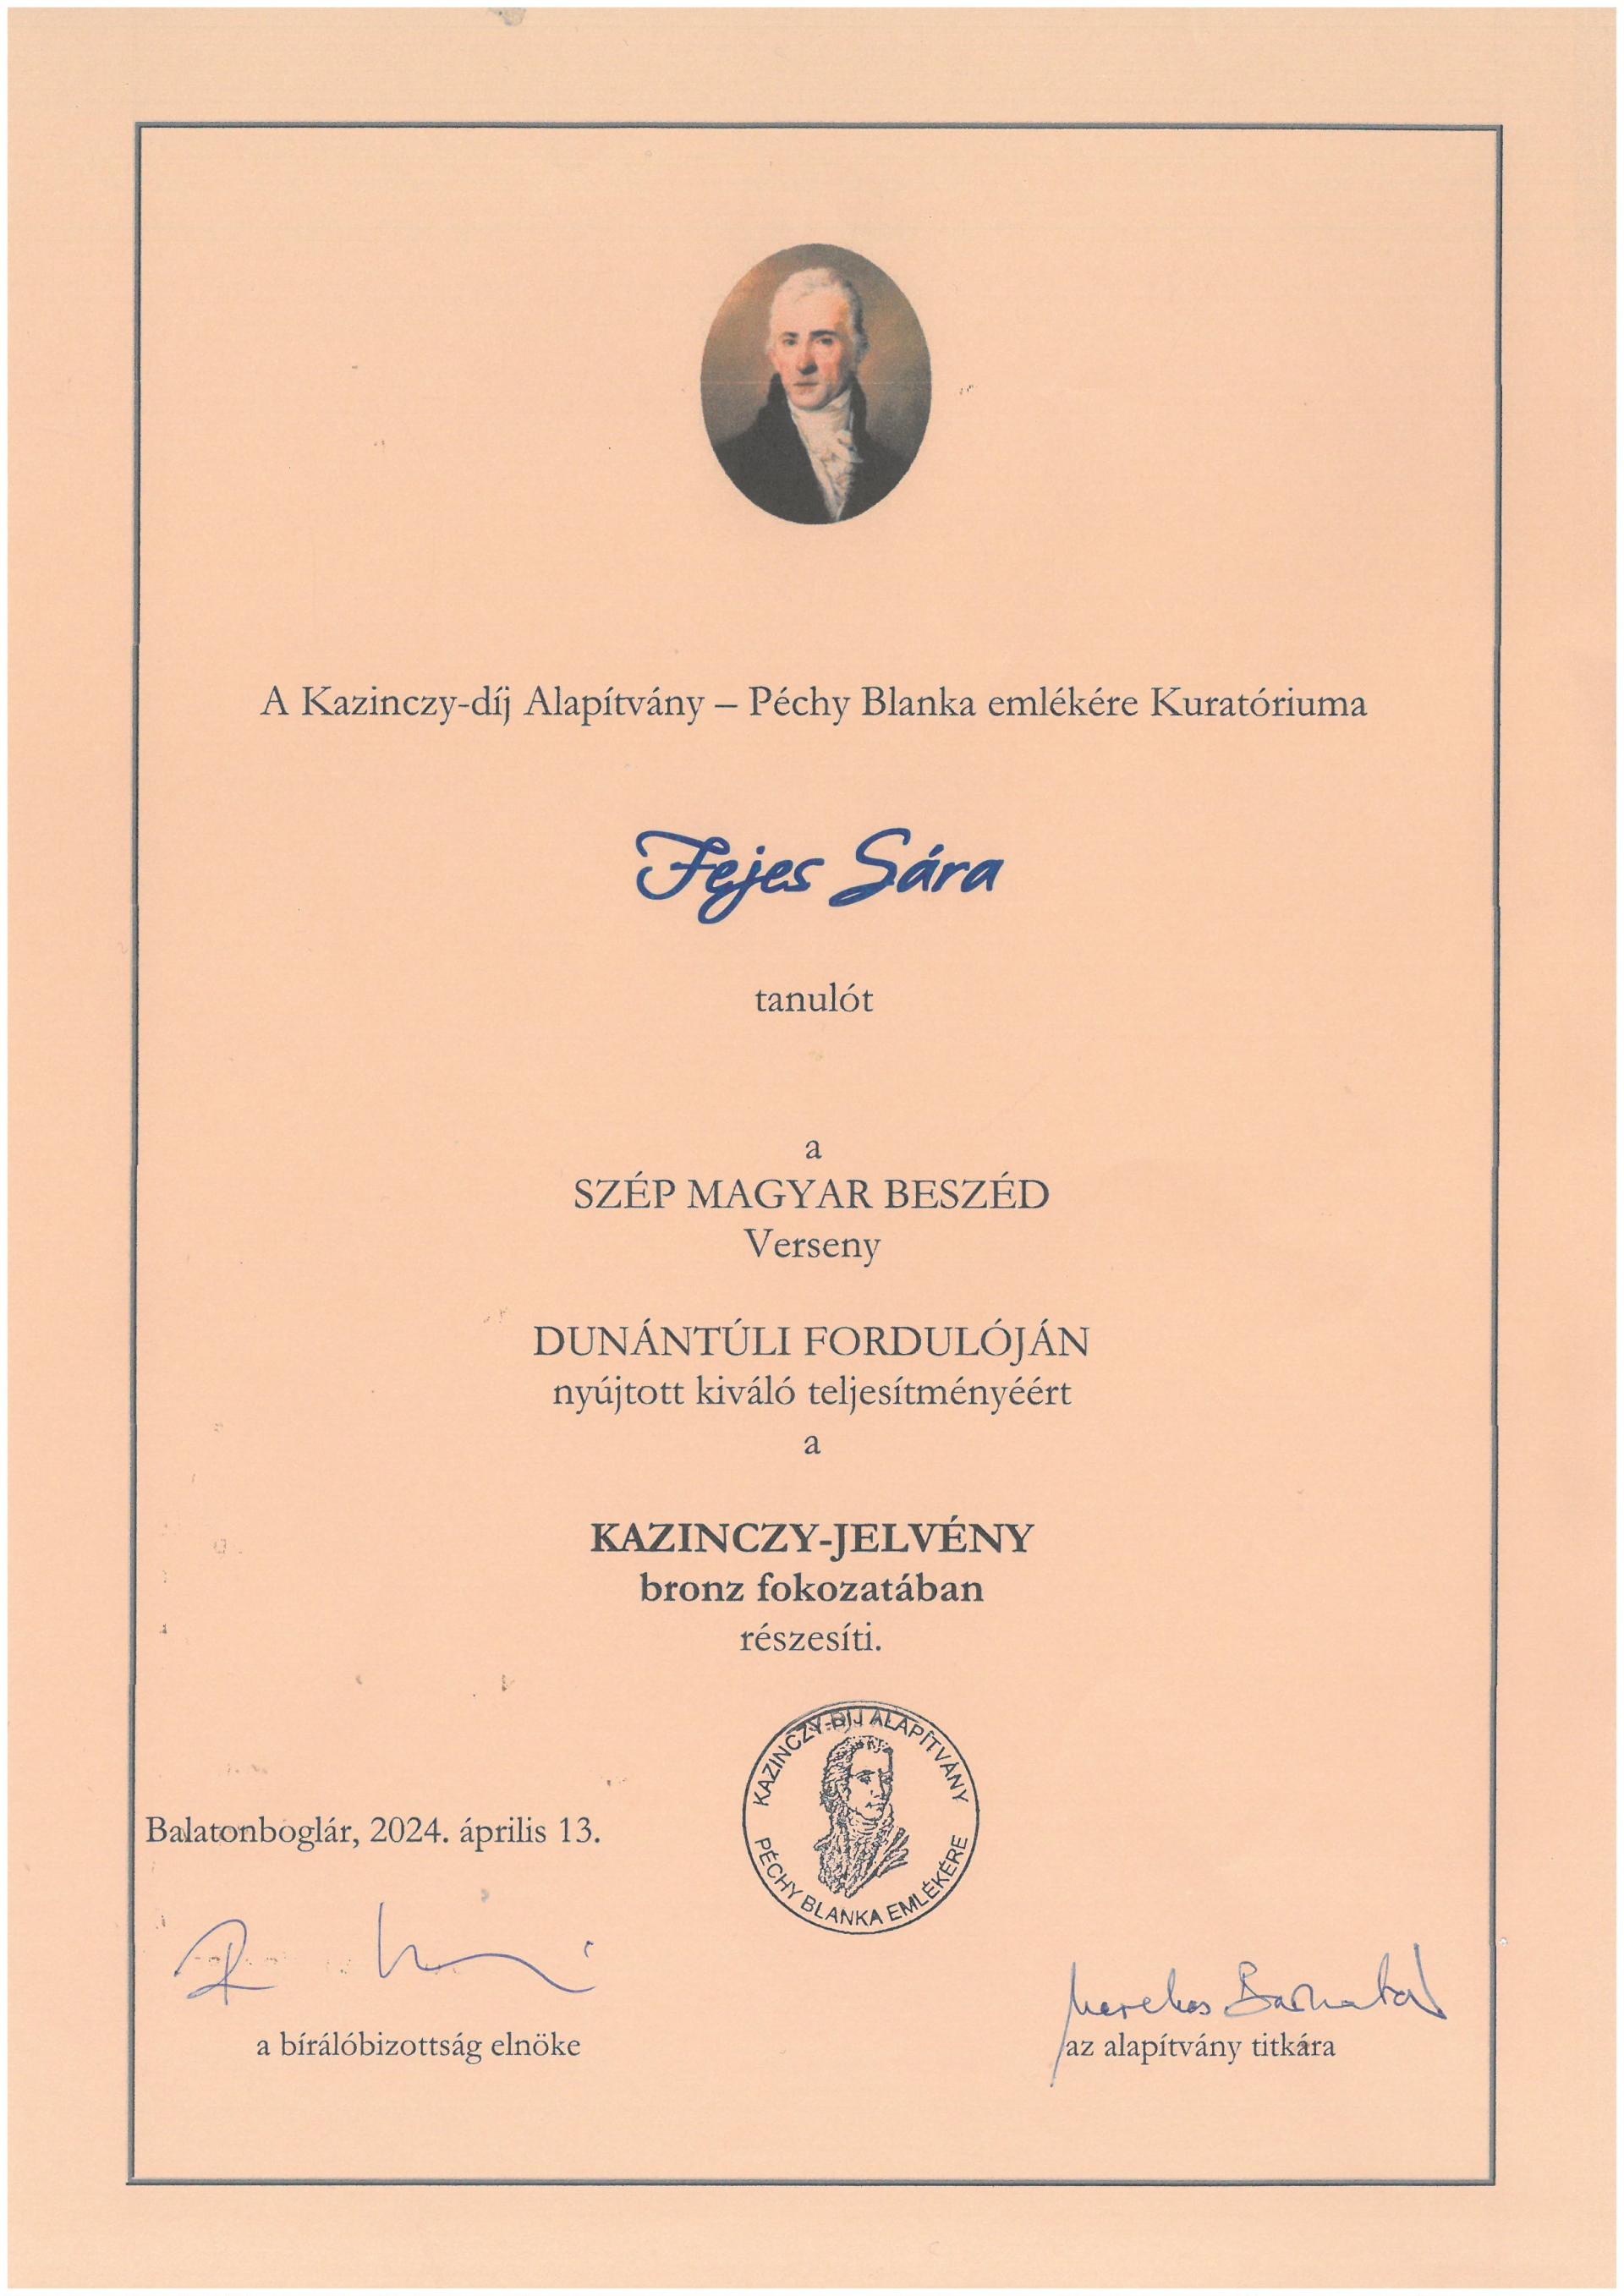 A Kazinczy-díj Alapítvány – Péchy Blanka emlékére Kuratóriuma
Fejes Sára
tanulót
a
SZÉP MAGYAR BESZÉD
Verseny
DUNÁNTÚLI FORDULÓJÁN
nyújtott kiváló teljesítményéért
a
KAZINCZY-JELVÉNY
bronz fokozatában
részesíti.
KAZINCZY-DÍJ ALAPÍTVÁNY
PÉCHY BLANKA EMLÉKÉRE
Balatonboglár, 2024. április 13.
a bírálóbizottság elnöke
az alapítvány titkára